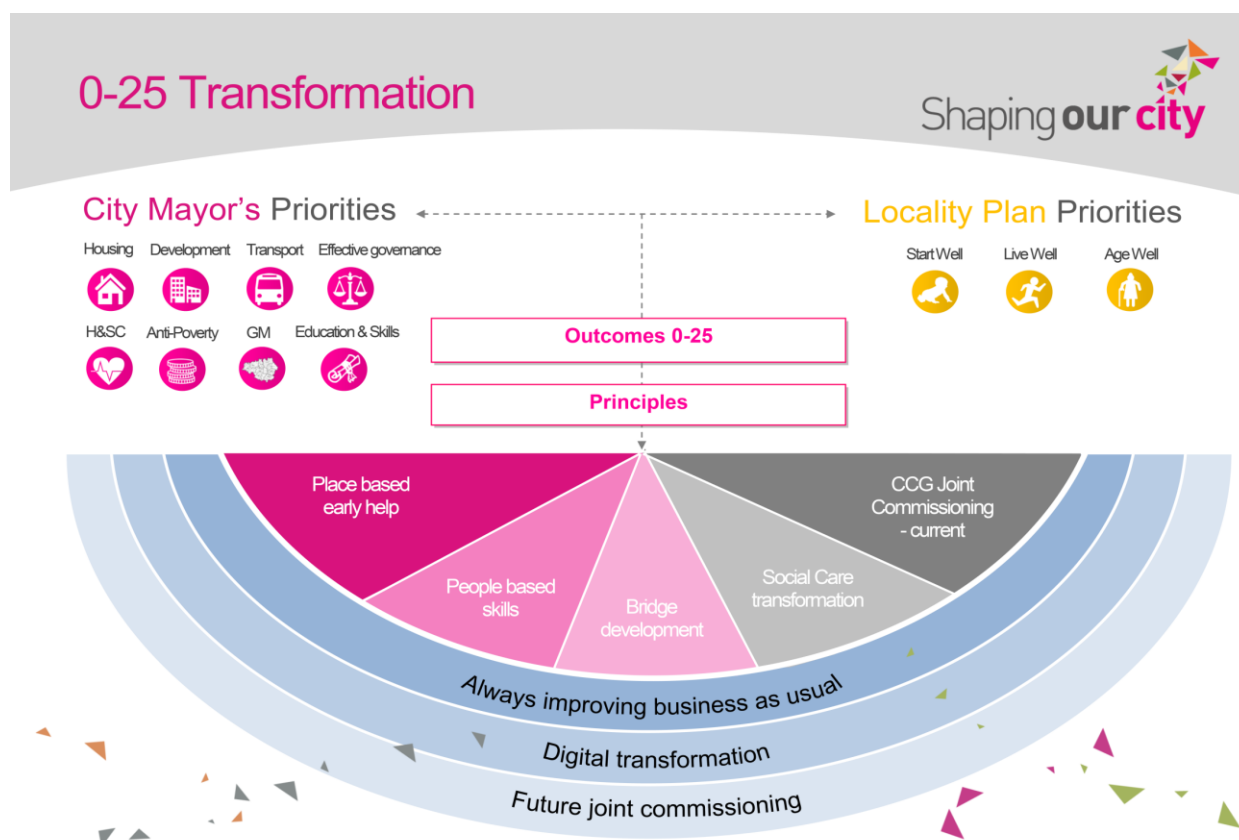 0-25 Transformation
Shaping our city
City Mayor's Priorities
Locality Plan Priorities
Housing
Development
Transport
Effective governance
H&SC
Anti-Poverty
GM
Education & Skills
Start Well
Live Well
Age Well
Outcomes 0-25
Principles
Place based
early help
People based
skills
Bridge
development
Social Care
transformation
CCG Joint
Commissioning
- current
Always improving business as usual
Digital transformation
Future joint commissioning